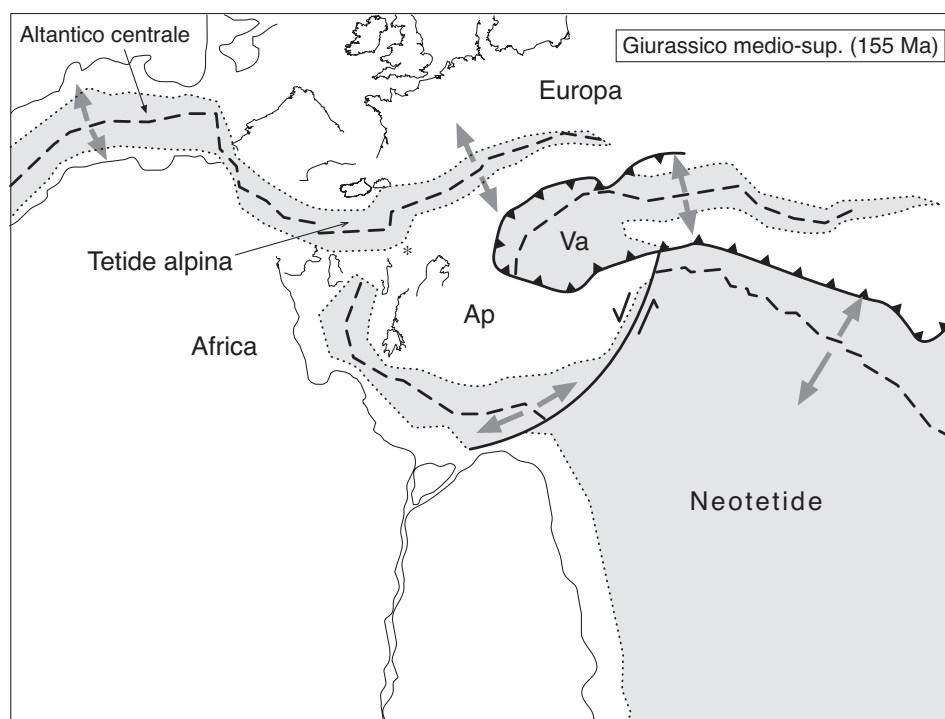 Altantico centrale
Giurassico medio-sup. (155 Ma)
Europa
Va
Tetide alpina
*
Ap
Africa
Neotetide